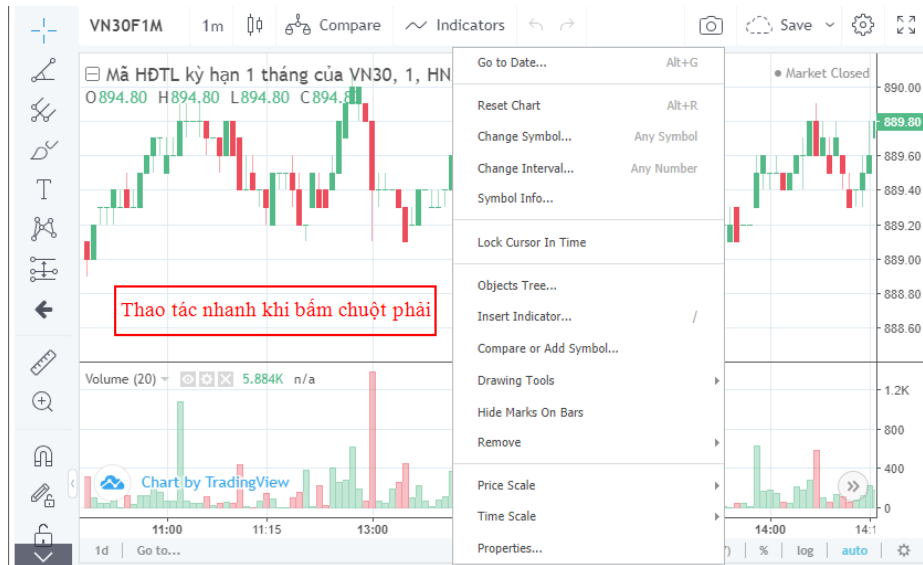 VN30F1M 1m Compare Indicators Save
Mã HĐTL kỳ hạn 1 tháng của VN30, 1, HN
Market Closed
O894.80 H894.80 L894.80 C894.8
890.00
889.80
889.60
889.40
889.20
889.00
888.80
888.60
Thao tác nhanh khi bấm chuột phải
Go to Date... Alt+G
Reset Chart Alt+R
Change Symbol... Any Symbol
Change Interval... Any Number
Symbol Info...
Lock Cursor In Time
Objects Tree...
Insert Indicator... /
Compare or Add Symbol...
Drawing Tools
Hide Marks On Bars
Remove
Price Scale
Time Scale
Properties...
Volume (20) 5.884K n/a
1.2K
800
400
0
Chart by TradingView
11:00 11:15 13:00 14:00 14:1
1d Go to... % log auto